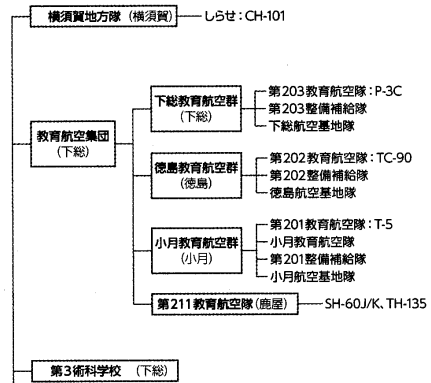 横須賀地方隊（横須賀）
しらせ：CH-101
教育航空集団
（下総）
下総教育航空群
（下総）
第203教育航空隊：P-3C
第203整備補給隊
下総航空基地隊
徳島教育航空群
（徳島）
第202教育航空隊：TC-90
第202整備補給隊
徳島航空基地隊
小月教育航空群
（小月）
第201教育航空隊：T-5
小月教育航空隊
第201整備補給隊
小月航空基地隊
第211教育航空隊（鹿屋）
SH-60J/K、TH-135
第3術科学校　（下総）